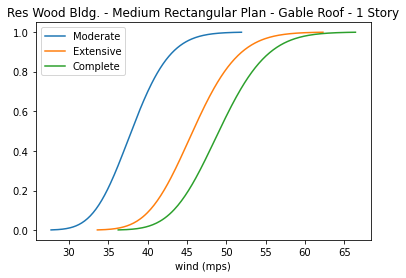 Res Wood Bldg. - Medium Rectangular Plan - Gable Roof - 1 Story
Moderate
Extensive
Complete
1.0
0.8
0.6
0.4
0.2
0.0
30 35 40 45 50 55 60 65
wind (mps)